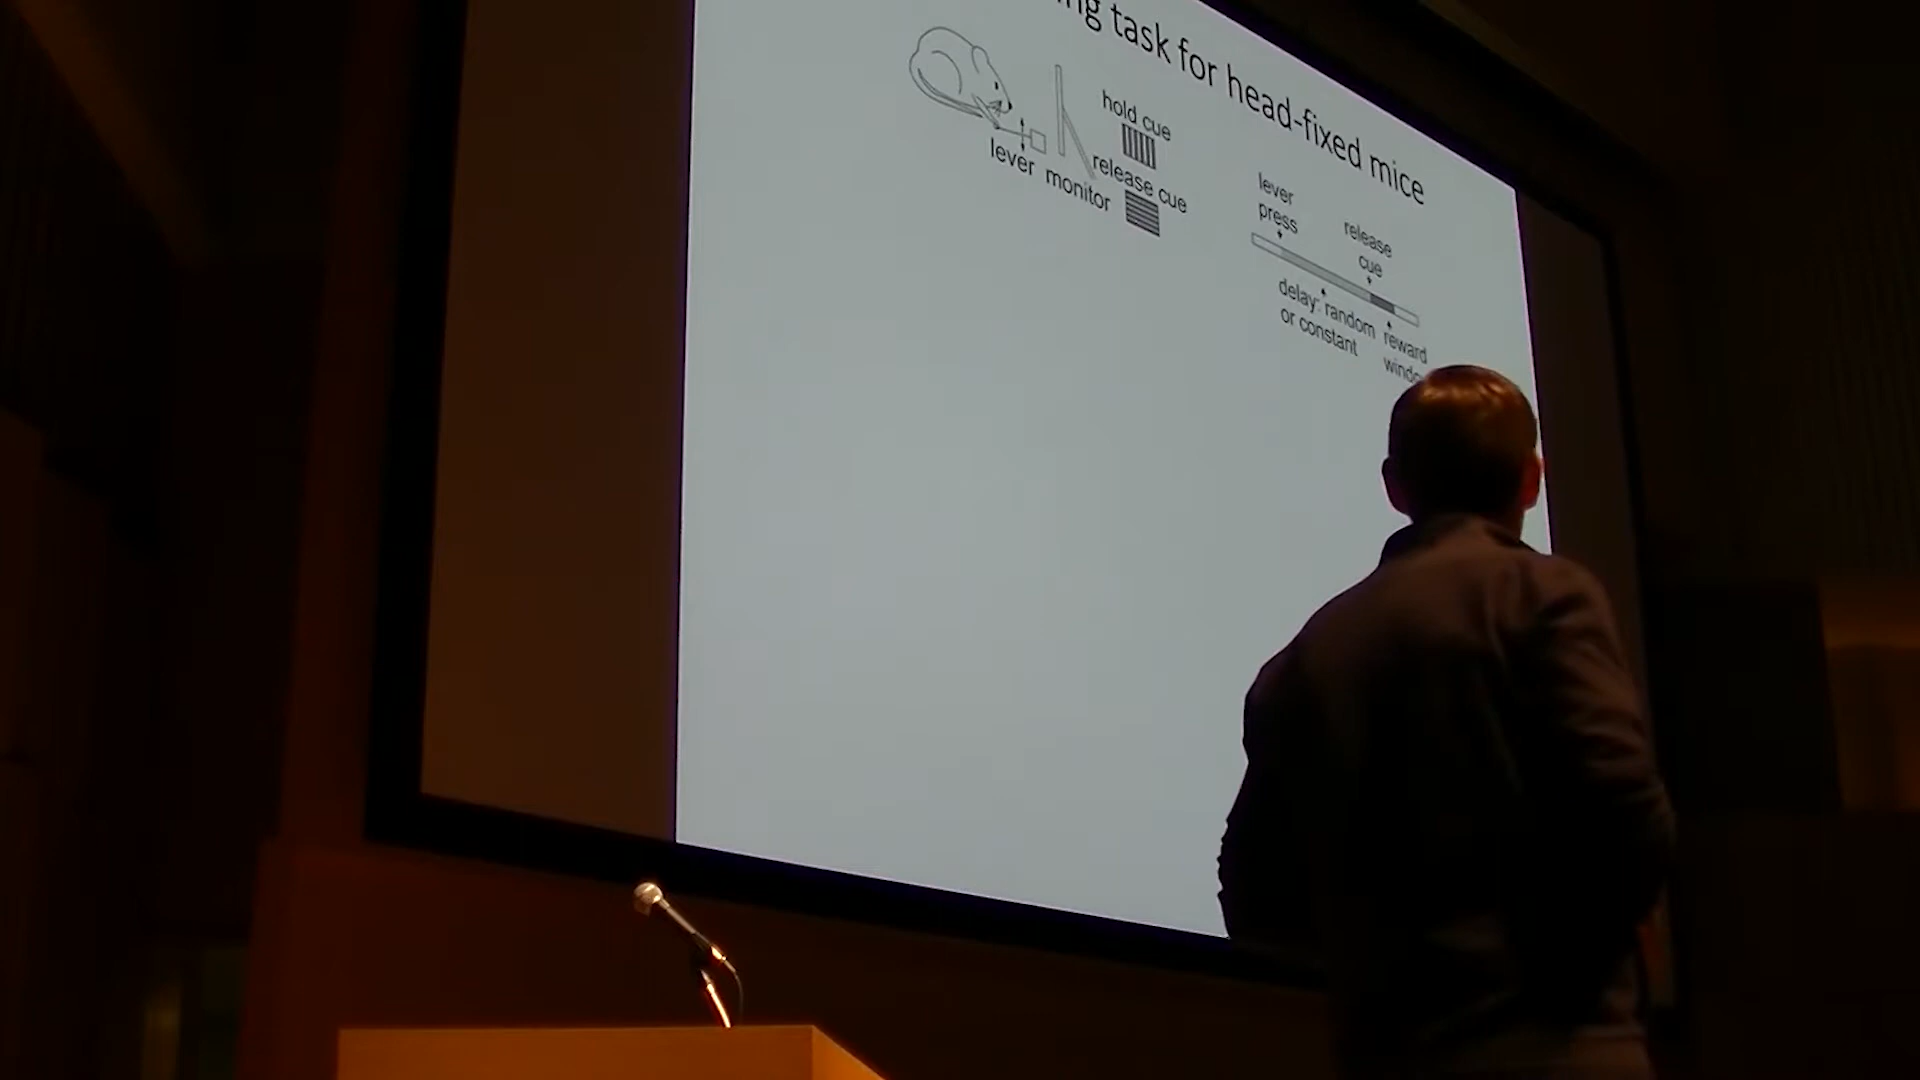 ng task for head-fixed mice
hold cue
release cue
lever monitor
lever
press
release
cue
delay: random
or constant
reward